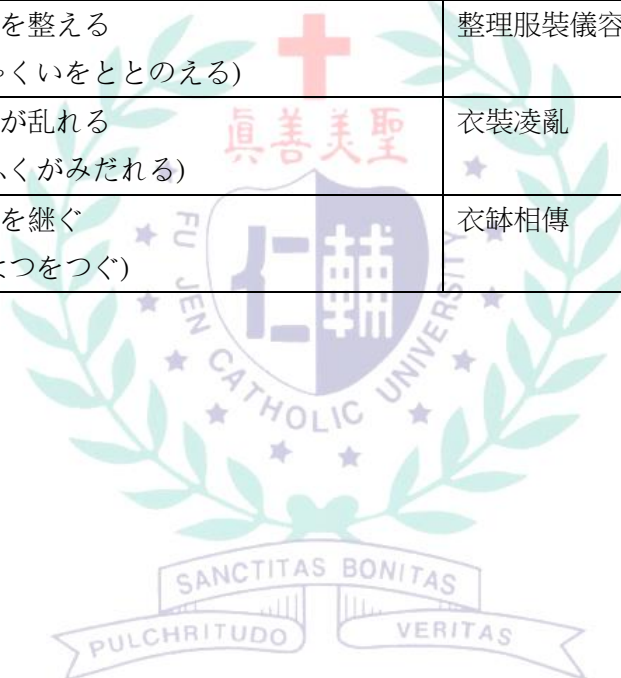 を整える
くいをととのえる)
整理服裝儀容
が乱れる
くがみだれる)
衣裝凌亂
を継ぐ
つをつぐ)
衣缽相傳
真善美聖
FU JEN CATHOLIC UNIVERSITY
輔仁
SANCTITAS BONITAS
PULCHRITUDO
VERITAS